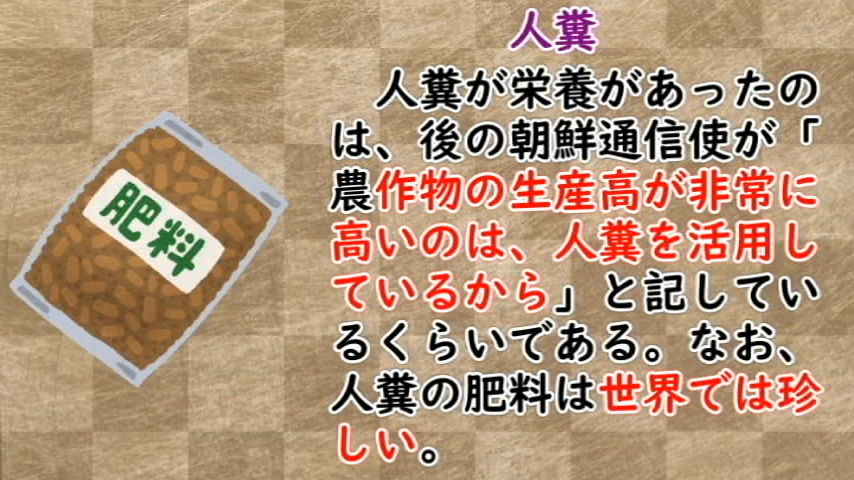 人糞
人糞が栄養があったの
は、後の朝鮮通信使が「
農作物の生産高が非常に
高いのは、人糞を活用し
ているから」と記してい
るくらいである。なお、
人糞の肥料は世界では珍
しい。
肥料